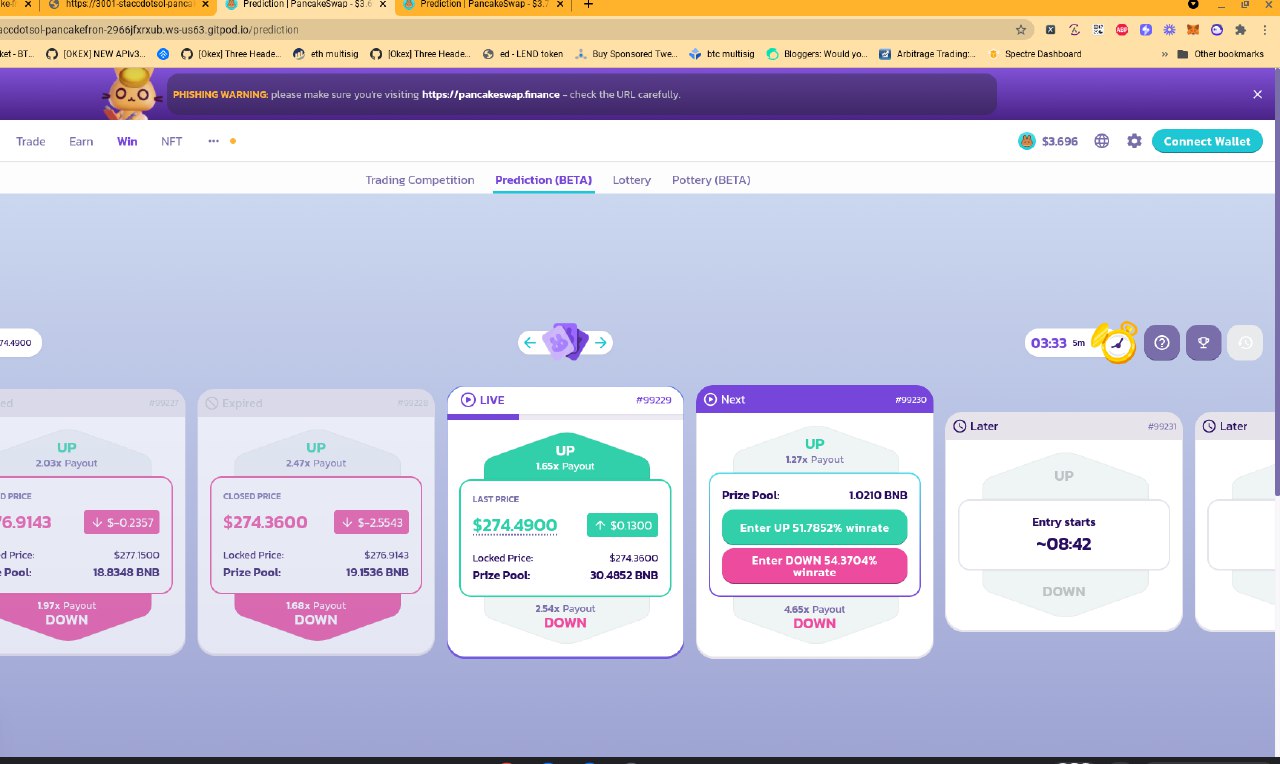 https://3001-staccdotsol-panca
Prediction | PancakeSwap - $3.6
Prediction | PancakeSwap - $3.7
accdotsol-pancakefron-2966jfxrxub.ws-us63.gitpod.io/prediction
ket - BT...
[OKEX] NEW APIv3...
[Okex] Three Heade...
eth multisig
[Okex] Three Heade...
ed - LEND token
Buy Sponsored Twe...
btc multisig
Bloggers: Would yo...
Arbitrage Trading:...
Spectre Dashboard
Other bookmarks
PHISHING WARNING: please make sure you're visiting https://pancakeswap.finance - check the URL carefully.
Trade
Earn
Win
NFT
$3.696
Connect Wallet
Trading Competition
Prediction (BETA)
Lottery
Pottery (BETA)
74.4900
03:33 5m
ed
#99227
UP
2.03x Payout
D PRICE
76.9143
$-0.2357
Locked Price:
$277.1500
e Pool:
18.8348 BNB
1.97x Payout
DOWN
Expired
#99228
UP
2.47x Payout
CLOSED PRICE
$274.3600
$-2.5543
Locked Price:
$276.9143
Prize Pool:
19.1536 BNB
1.68x Payout
DOWN
LIVE
#99229
UP
1.65x Payout
LAST PRICE
$274.4900
$0.1300
Locked Price:
$274.3600
Prize Pool:
30.4852 BNB
2.54x Payout
DOWN
Next
#99230
UP
1.27x Payout
Prize Pool:
1.0210 BNB
Enter UP 51.7852% winrate
Enter DOWN 54.3704%
winrate
4.65x Payout
DOWN
Later
#99231
UP
Entry starts
~08:42
DOWN
Later